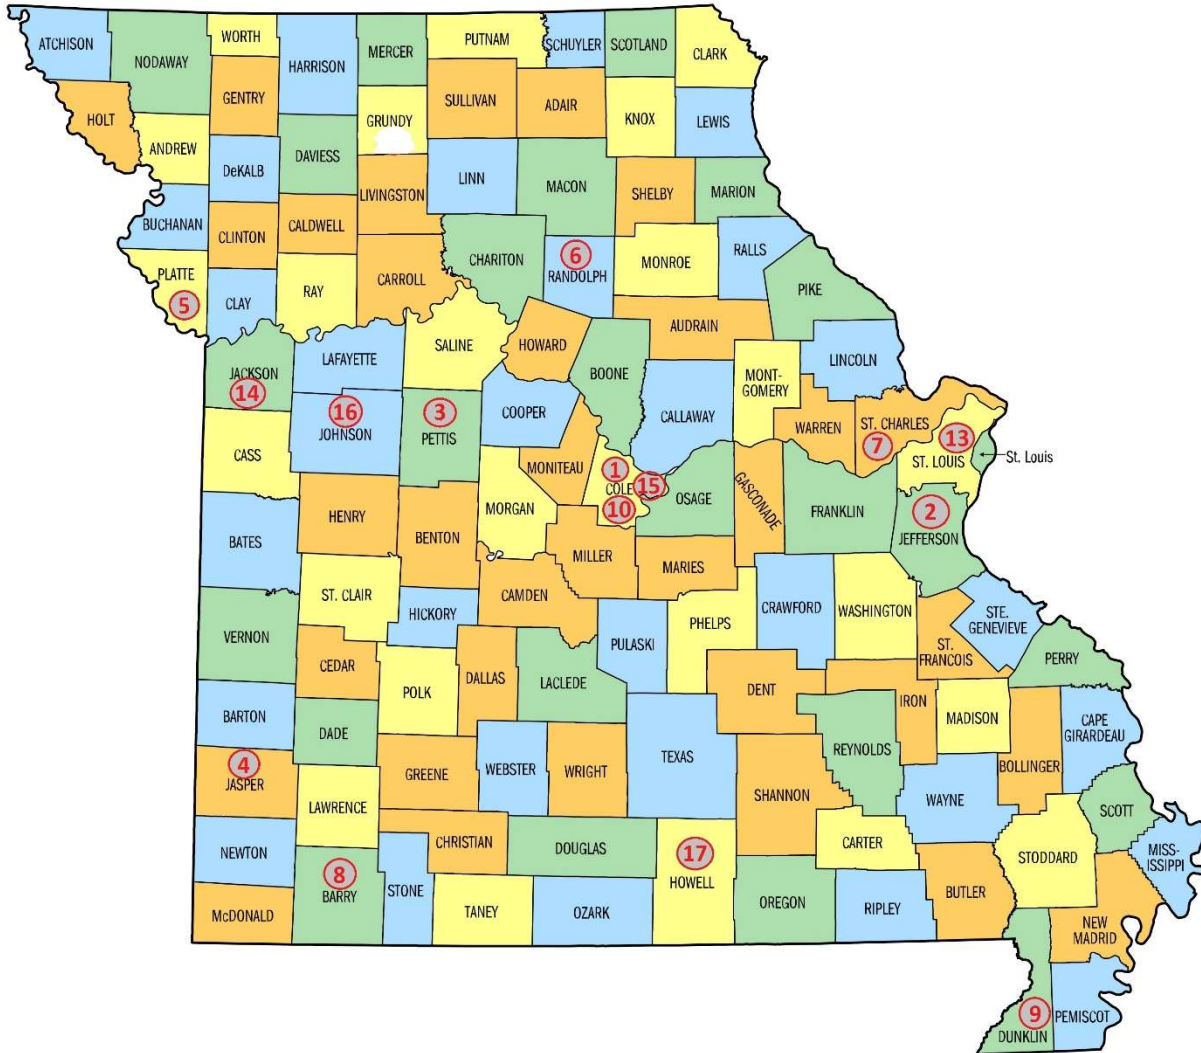 ATCHISON
NODAWAY
WORTH
HARRISON
MERCER
PUTNAM
SCHUYLER
SCOTLAND
CLARK
HOLT
GENTRY
GRUNDY
SULLIVAN
ADAIR
KNOX
LEWIS
ANDREW
DeKALB
DAVIESS
LIVINGSTON
LINN
MACON
SHELBY
MARION
BUCHANAN
CLINTON
CALDWELL
CHARITON
6
RANDOLPH
MONROE
RALLS
PLATTE
5
CLAY
RAY
CARROLL
PIKE
AUDRAIN
JACKSON
14
LAFAYETTE
SALINE
HOWARD
BOONE
MONT-
GOMERY
LINCOLN
16
JOHNSON
3
PETTIS
COOPER
CALLAWAY
WARREN
ST. CHARLES
7
13
ST. LOUIS
St. Louis
CASS
MONITEAU
1
COLE
10
15
OSAGE
GASCONADE
FRANKLIN
2
JEFFERSON
HENRY
BENTON
MORGAN
BATES
MILLER
MARIES
ST. CLAIR
HICKORY
CAMDEN
PULASKI
PHELPS
CRAWFORD
WASHINGTON
STE.
GENEVIEVE
VERNON
CEDAR
POLK
DALLAS
LACLEDE
DENT
IRON
ST.
FRANCOIS
PERRY
BARTON
DADE
TEXAS
REYNOLDS
MADISON
CAPE
GIRARDEAU
4
JASPER
GREENE
WEBSTER
WRIGHT
SHANNON
BOLLINGER
LAWRENCE
WAYNE
SCOTT
NEWTON
CHRISTIAN
DOUGLAS
17
HOWELL
CARTER
STODDARD
MISS-
ISSIPPI
8
BARRY
STONE
McDONALD
TANEY
OZARK
OREGON
RIPLEY
BUTLER
NEW
MADRID
9
DUNKLIN
PEMISCOT